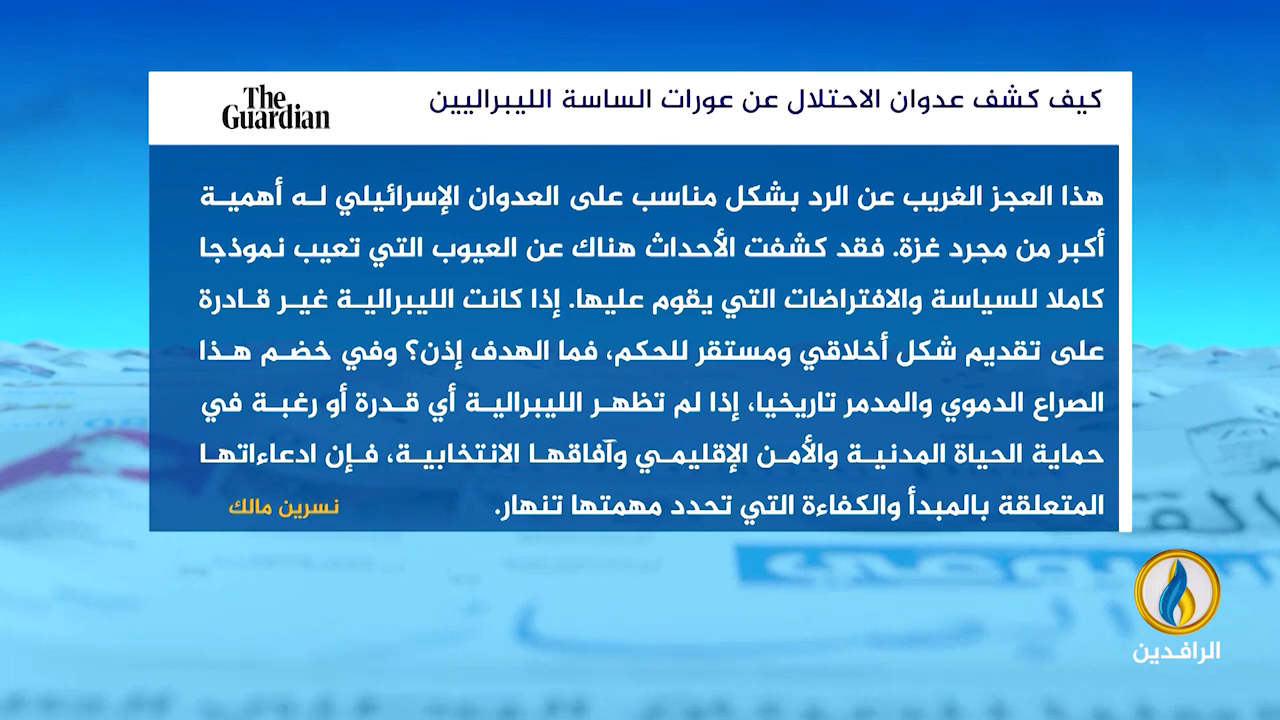 كيف كشف عدوان الاحتلال عن عورات الساسة الليبراليين
The
Guardian
هذا العجز الغريب عن الرد بشكل مناسب على العدوان الإسرائيلي له أهمية
أكبر من مجرد غزة. فقد كشفت الأحداث هناك عن العيوب التي تعيب نموذجا
كاملا للسياسة والافتراضات التي يقوم عليها. إذا كانت الليبرالية غير قادرة
على تقديم شكل أخلاقي ومستقر للحكم، فما الهدف إذن؟ وفي خضم هذا
الصراع الدموي والمدمر تاريخيا، إذا لم تظهر الليبرالية أي قدرة أو رغبة في
حماية الحياة المدنية والأمن الإقليمي وآفاقها الانتخابية، فإن ادعاءاتها
المتعلقة بالمبدأ والكفاءة التي تحدد مهمتها تنهار.
نسرين مالك
الرافدين